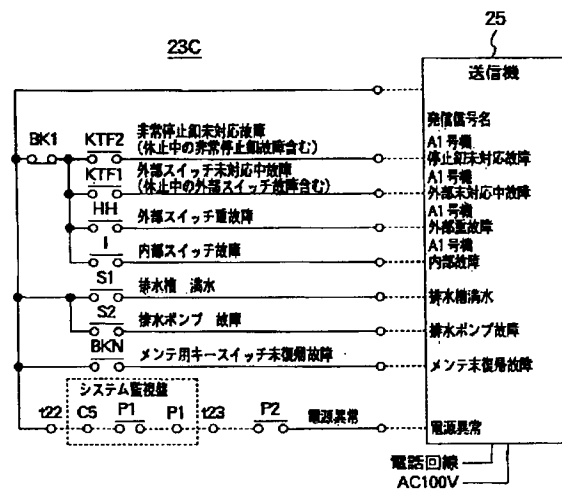 25
23C
送信機
発信信号名
BK1
KTF2
非常停止釦未対応故障
(休止中の非常停止釦故障含む)
A1号機
停止釦未対応故障
KTF1
外部スイッチ未対応中故障
(休止中の外部スイッチ故障含む)
A1号機
外部未対応中故障
HH
外部スイッチ重故障
A1号機
外部重故障
I
内部スイッチ故障
A1号機
内部故障
S1
排水槽 満水
排水槽満水
S2
排水ポンプ 故障
排水ポンプ故障
BKN
メンテ用キースイッチ未復帰故障
メンテ未復帰故障
システム監視盤
t22 C5 P1 P1 t23 P2 電源異常
電源異常
電話回線
AC100V